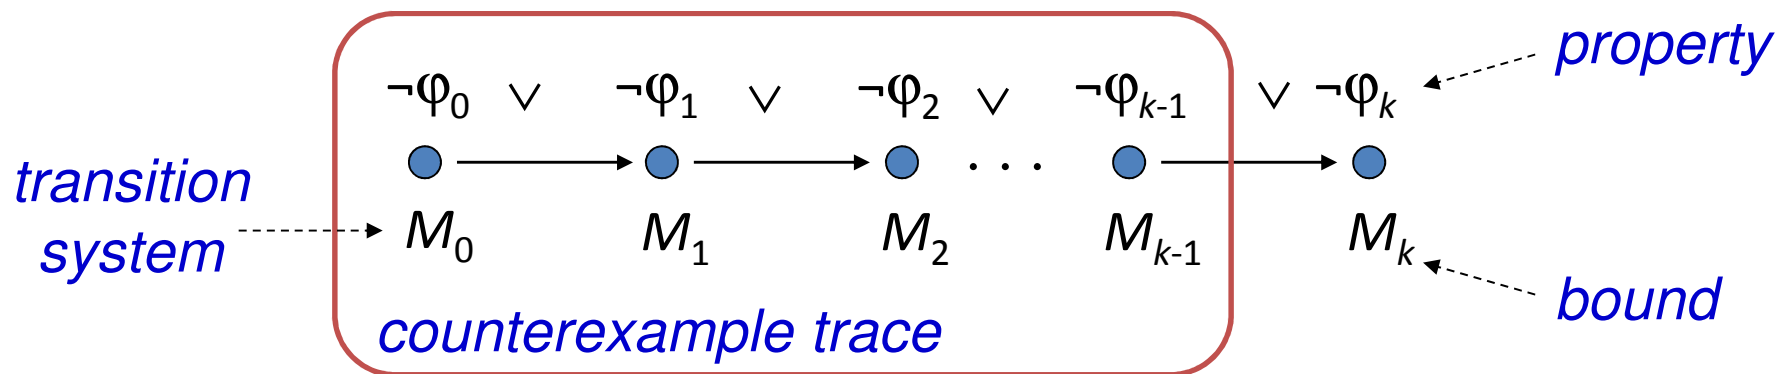 property
¬φ₀ ∨ ¬φ₁ ∨ ¬φ₂ ∨ ¬φₖ₋₁ ∨ ¬φₖ
. . .
transition
system
M₀ M₁ M₂ Mₖ₋₁ Mₖ
bound
counterexample trace